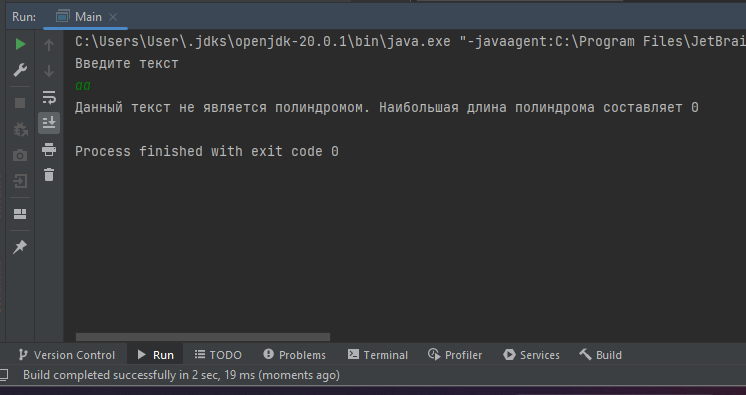 Run: Main
C:\Users\User\.jdks\openjdk-20.0.1\bin\java.exe "-javaagent:C:\Program Files\JetBrai
Введите текст
aa
Данный текст не является полиндромом. Наибольшая длина полиндрома составляет 0
Process finished with exit code 0
Version Control Run TODO Problems Terminal Profiler Services Build
Build completed successfully in 2 sec, 19 ms (moments ago)